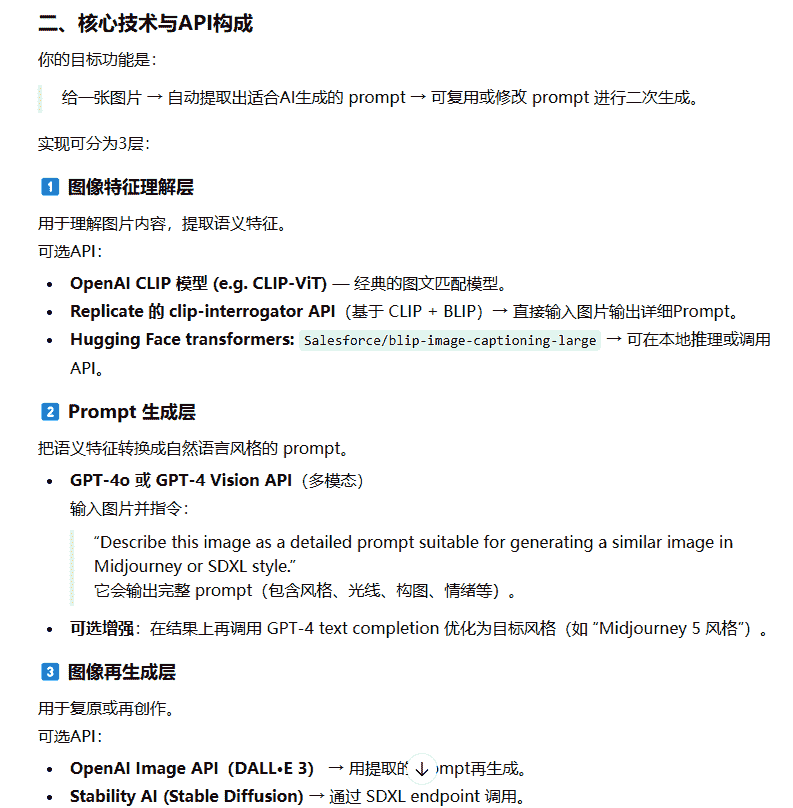 二、核心技术与API构成
你的目标功能是：
给一张图片 → 自动提取出适合AI生成的 prompt → 可复用或修改 prompt 进行二次生成。
实现可分为3层：
1 图像特征理解层
用于理解图片内容，提取语义特征。
可选API：
• OpenAI CLIP 模型 (e.g. CLIP-ViT) — 经典的图文匹配模型。
• Replicate 的 clip-interrogator API（基于 CLIP + BLIP）→ 直接输入图片输出详细Prompt。
• Hugging Face transformers: Salesforce/blip-image-captioning-large → 可在本地推理或调用
API。
2 Prompt 生成层
把语义特征转换成自然语言风格的 prompt。
• GPT-4o 或 GPT-4 Vision API（多模态）
输入图片并指令：
“Describe this image as a detailed prompt suitable for generating a similar image in
Midjourney or SDXL style.”
它会输出完整 prompt（包含风格、光线、构图、情绪等）。
• 可选增强：在结果上再调用 GPT-4 text completion 优化为目标风格（如 “Midjourney 5 风格”）。
3 图像再生成层
用于复原或再创作。
可选API：
• OpenAI Image API（DALL·E 3） → 用提取的 ompt再生成。
• Stability AI (Stable Diffusion) → 通过 SDXL endpoint 调用。